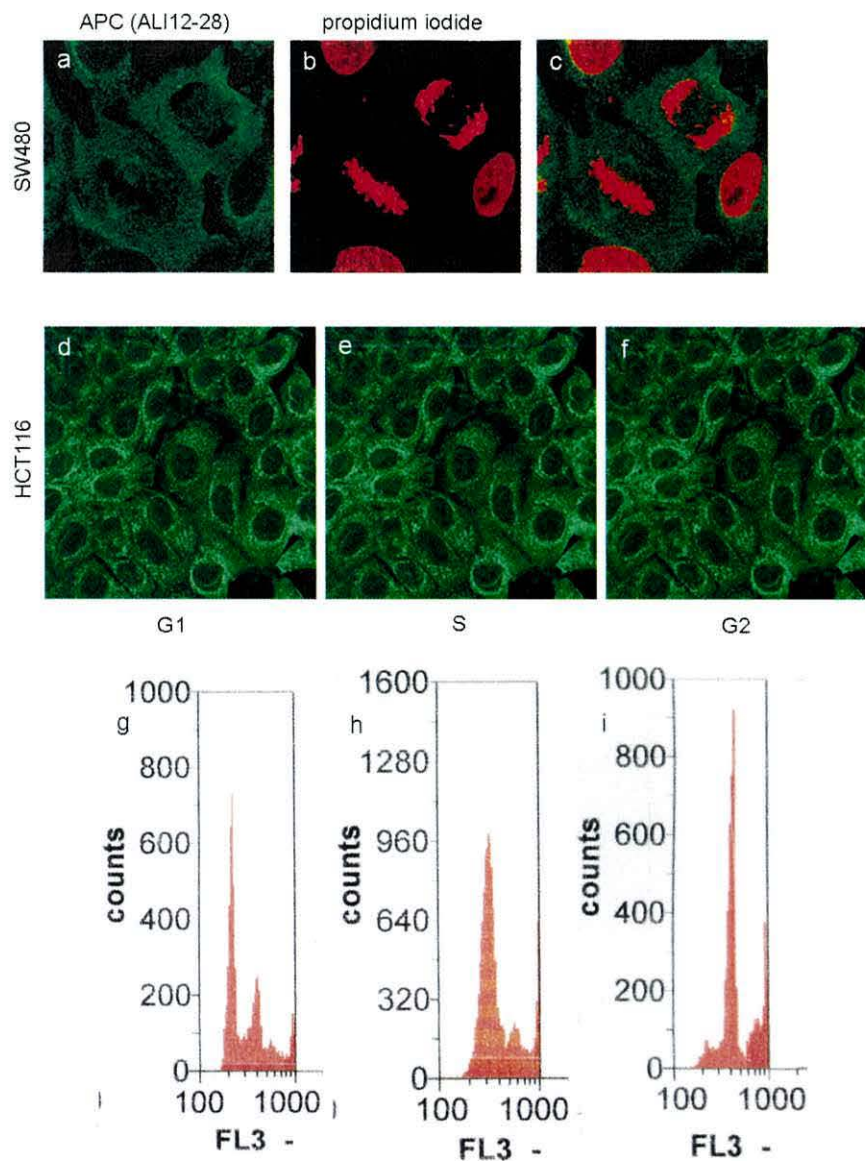 APC (ALI12-28)
propidium iodide
SW480
a
b
c
HCT116
d
e
f
G1
S
G2
g
1000
800
600
400
200
0
counts
100 1000
FL3 -
h
1600
1280
960
640
320
0
counts
100 1000
FL3 -
i
1000
800
600
400
200
0
counts
100 1000
FL3 -